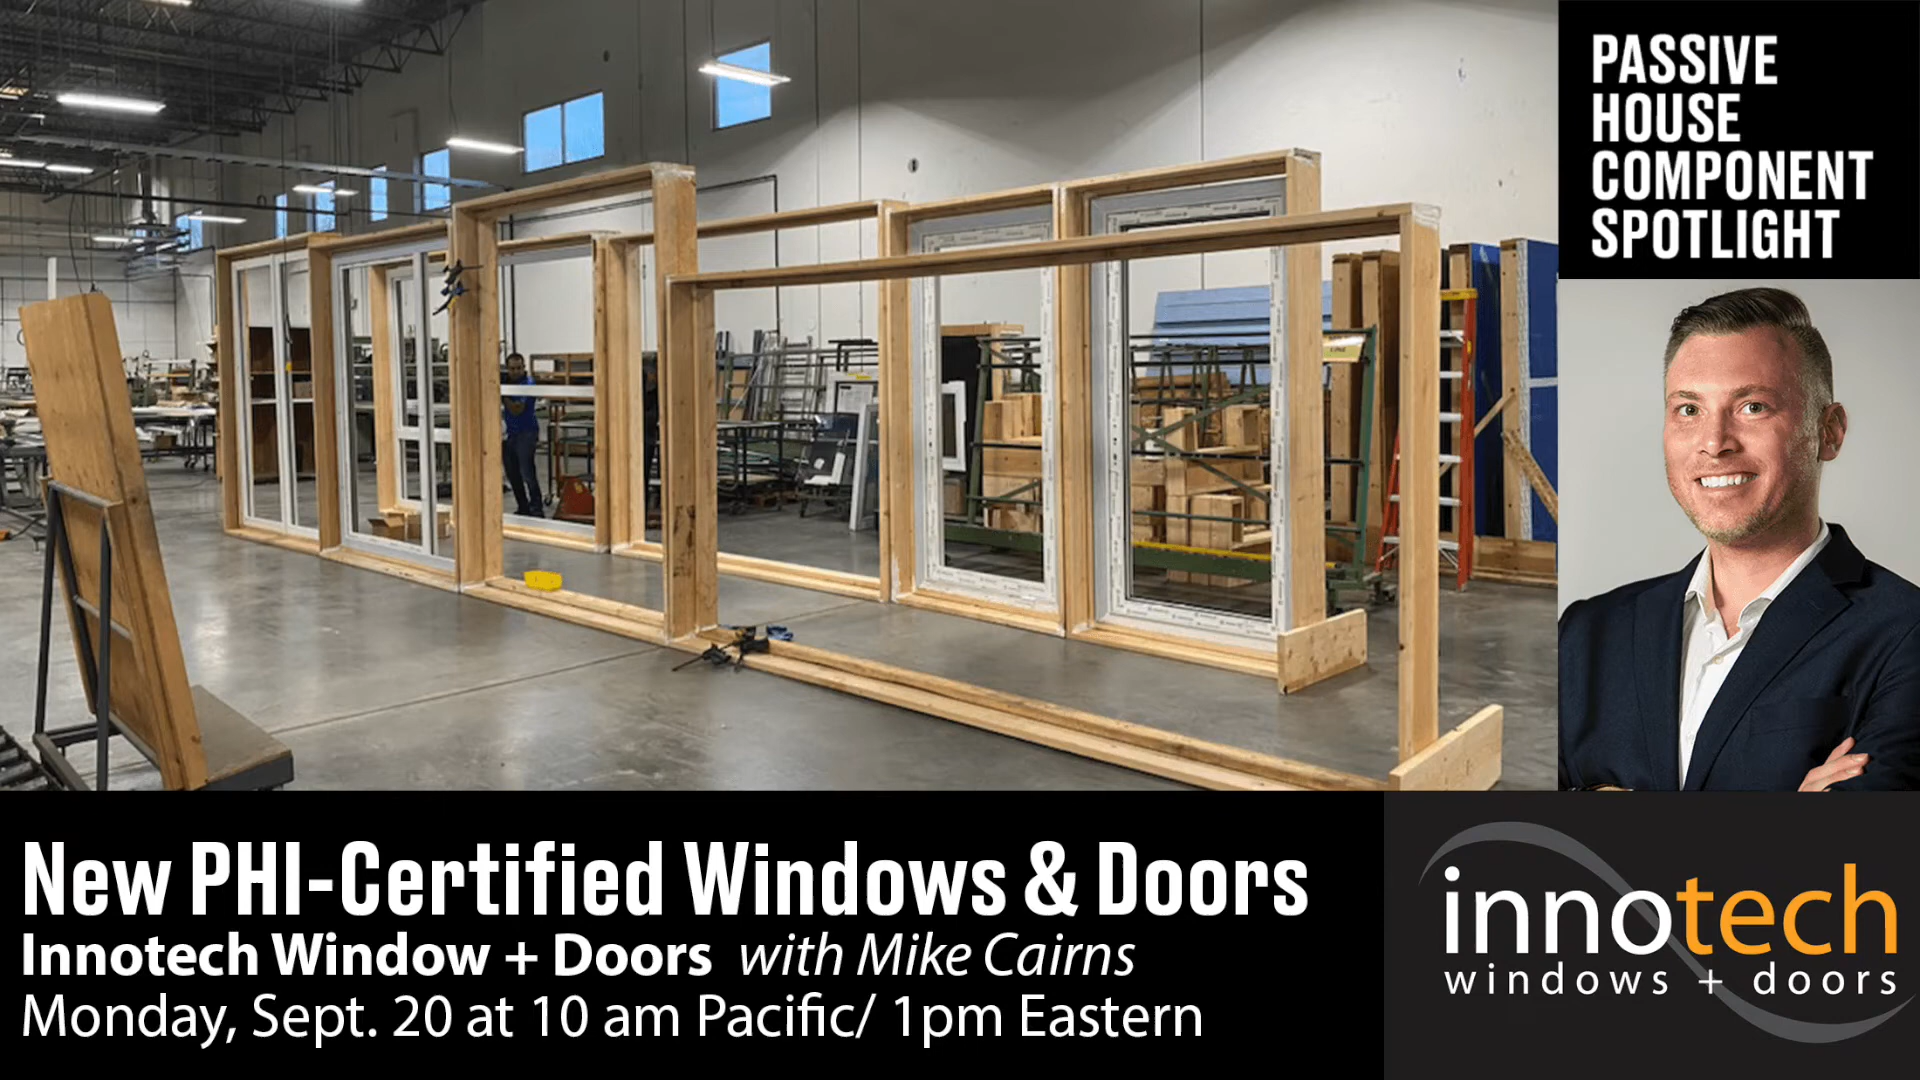 PASSIVE
HOUSE
COMPONENT
SPOTLIGHT
New PHI-Certified Windows & Doors
Innotech Window + Doors with Mike Cairns
Monday, Sept. 20 at 10 am Pacific/ 1pm Eastern
innotech
windows + doors